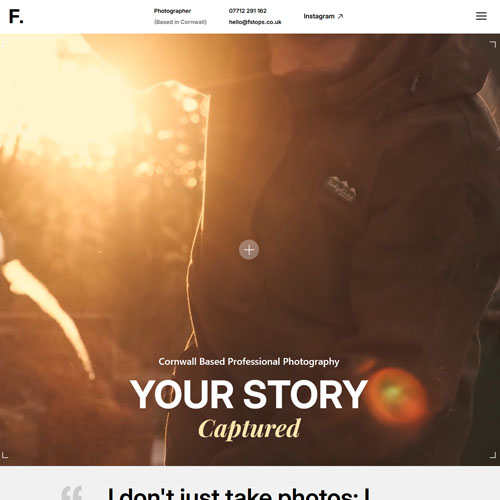 F.
Photographer
(Based in Cornwall)
07712 291 162
hello@fstops.co.uk
Instagram ↗
Cornwall Based Professional Photography
YOUR STORY
Captured
“
I don't just take photos; I